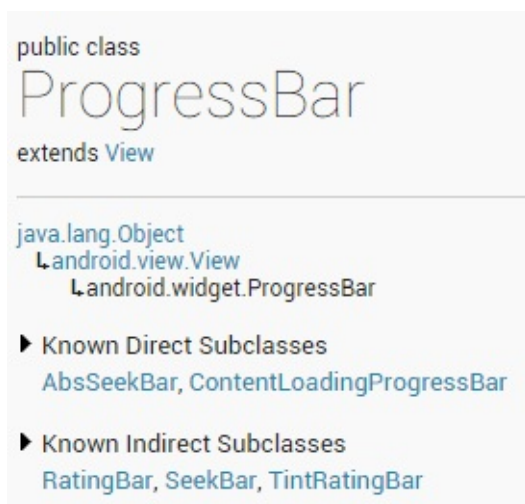 public class
ProgressBar
extends View
java.lang.Object
↳android.view.View
↳android.widget.ProgressBar
Known Direct Subclasses
AbsSeekBar, ContentLoadingProgressBar
Known Indirect Subclasses
RatingBar, SeekBar, TintRatingBar